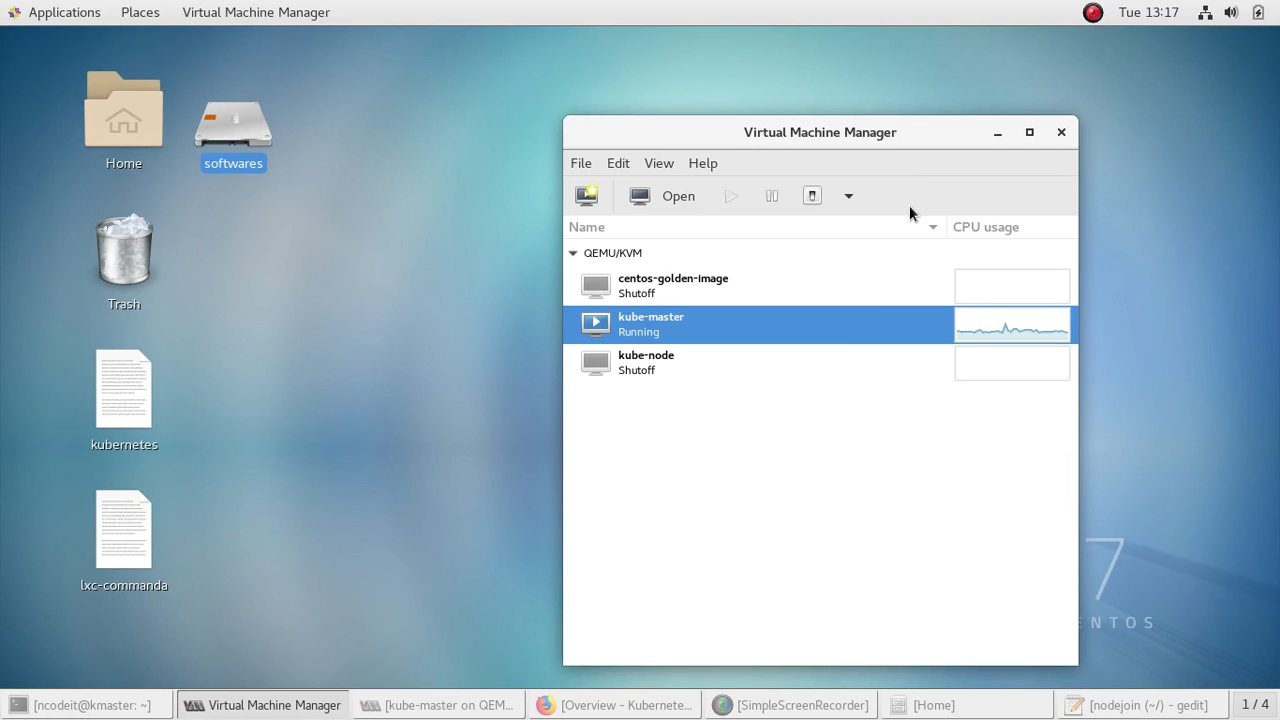 Applications Places Virtual Machine Manager Tue 13:17
Home
softwares
Trash
kubernetes
lxc-commanda
Virtual Machine Manager
File Edit View Help
Open
Name CPU usage
QEMU/KVM
centos-golden-image
Shutoff
kube-master
Running
kube-node
Shutoff
7
ENTOS
[ncodeit@kmaster: ~] Virtual Machine Manager [kube-master on QEM... [Overview - Kubernete... [SimpleScreenRecorder] [Home] [nodejoin (~/) - gedit] 1 / 4